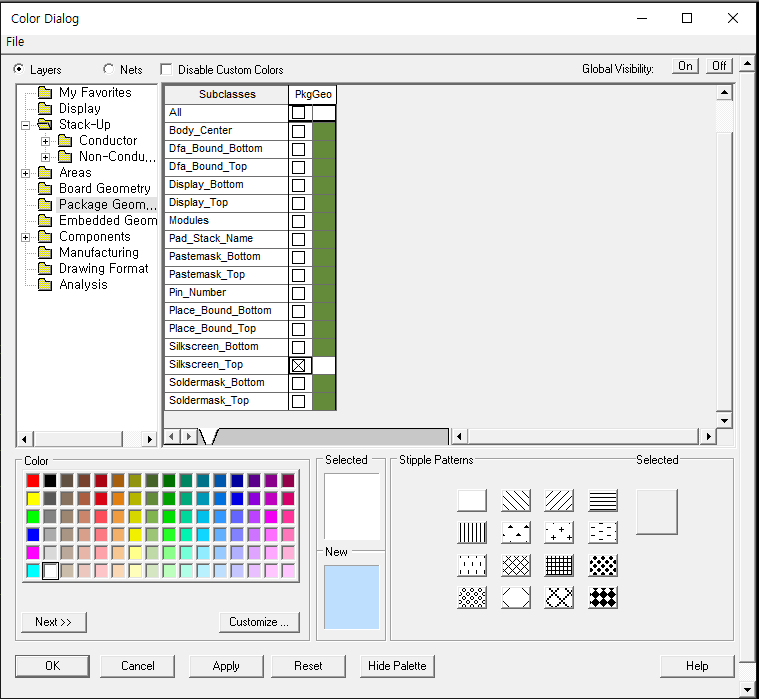 Color Dialog
File
Layers
Nets
Disable Custom Colors
Global Visibility:
On
Off
My Favorites
Display
Stack-Up
Conductor
Non-Condu...
Areas
Board Geometry
Package Geom...
Embedded Geom
Components
Manufacturing
Drawing Format
Analysis
Subclasses
PkgGeo
All
Body_Center
Dfa_Bound_Bottom
Dfa_Bound_Top
Display_Bottom
Display_Top
Modules
Pad_Stack_Name
Pastemask_Bottom
Pastemask_Top
Pin_Number
Place_Bound_Bottom
Place_Bound_Top
Silkscreen_Bottom
Silkscreen_Top
Soldermask_Bottom
Soldermask_Top
Color
Next >>
Customize ...
Selected
New
Stipple Patterns
Selected
OK
Cancel
Apply
Reset
Hide Palette
Help